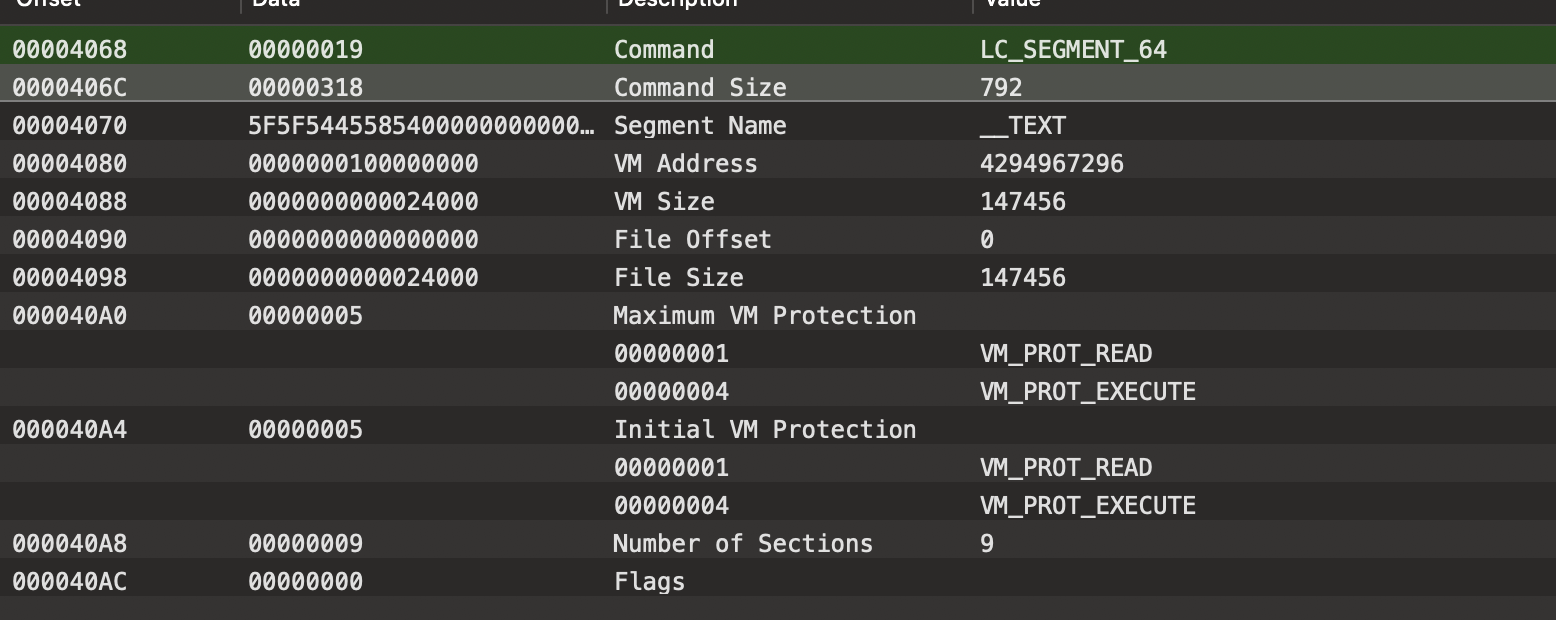 Offset Data Description Value
00004068 00000019 Command LC_SEGMENT_64
0000406C 00000318 Command Size 792
00004070 5F5F5445585400000000000… Segment Name __TEXT
00004080 0000000100000000 VM Address 4294967296
00004088 0000000000024000 VM Size 147456
00004090 0000000000000000 File Offset 0
00004098 0000000000024000 File Size 147456
000040A0 00000005 Maximum VM Protection
00000001 VM_PROT_READ
00000004 VM_PROT_EXECUTE
000040A4 00000005 Initial VM Protection
00000001 VM_PROT_READ
00000004 VM_PROT_EXECUTE
000040A8 00000009 Number of Sections 9
000040AC 00000000 Flags